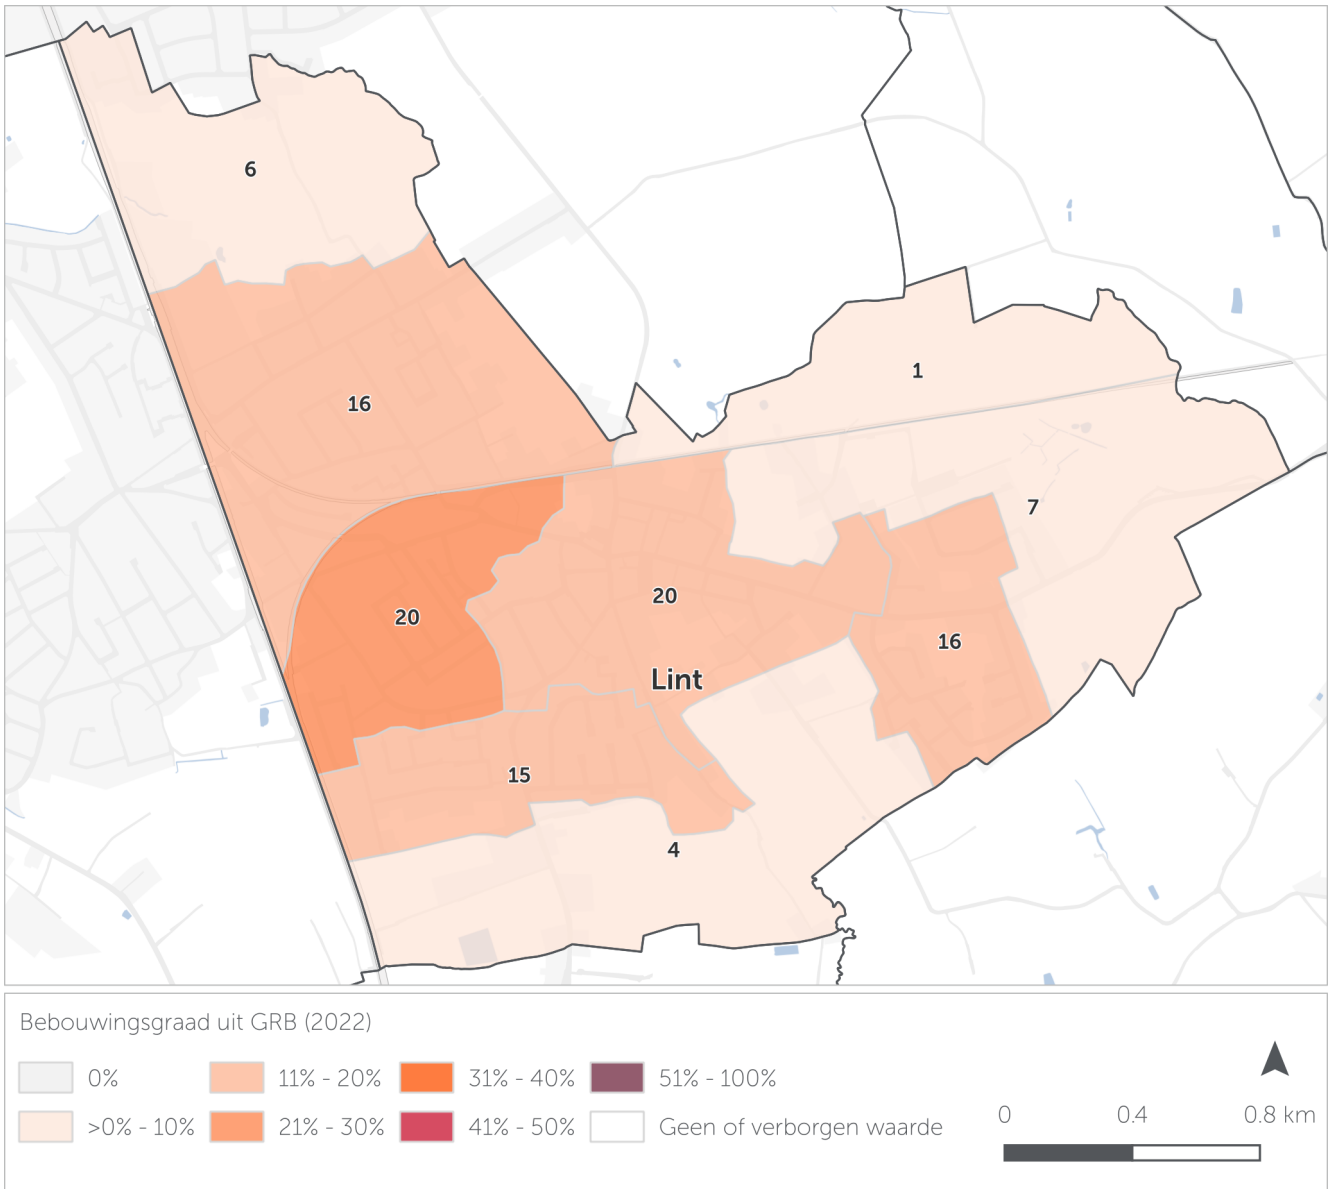 6
16
1
7
20
20
16
Lint
15
4
Bebouwingsgraad uit GRB (2022)
0%
11% - 20%
31% - 40%
51% - 100%
>0% - 10%
21% - 30%
41% - 50%
Geen of verborgen waarde
0 0.4 0.8 km